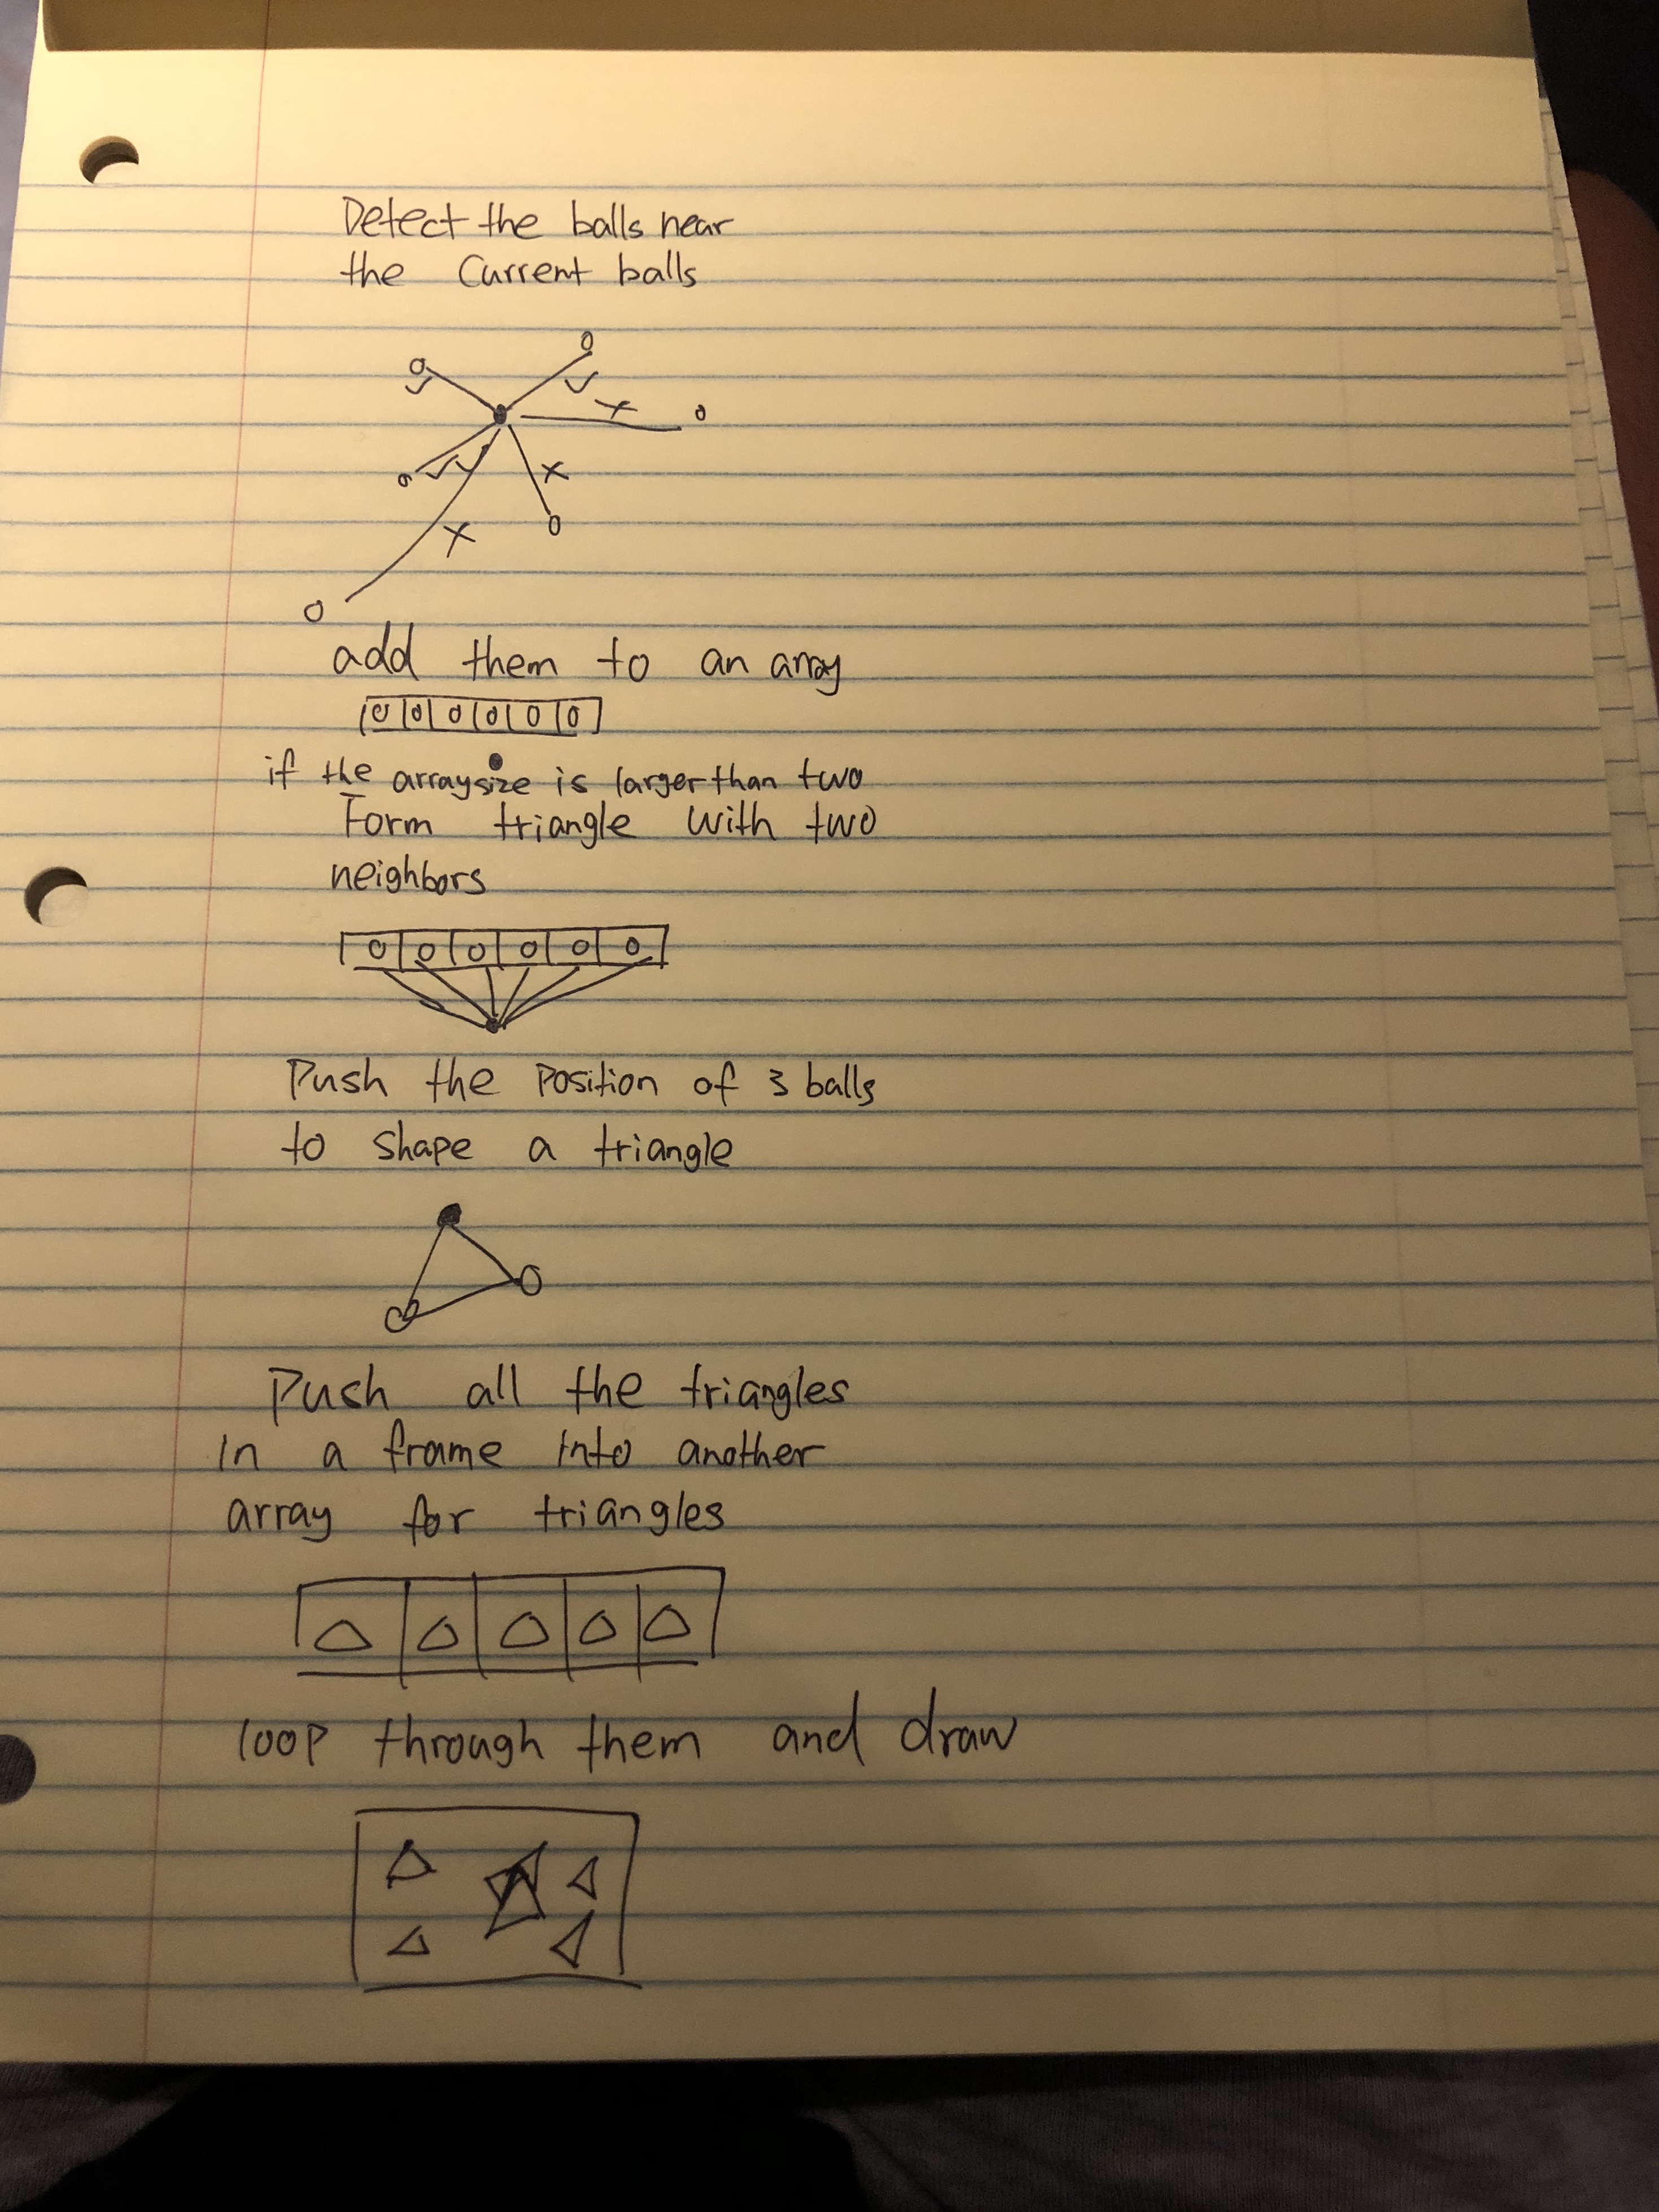 Detect the balls near
the Current balls
add them to an array
if the array size is larger than two
Form triangle with two
neighbors
Push the Position of 3 balls
to shape a triangle
Push all the triangles
in a frame into another
array for triangles
loop through them and draw